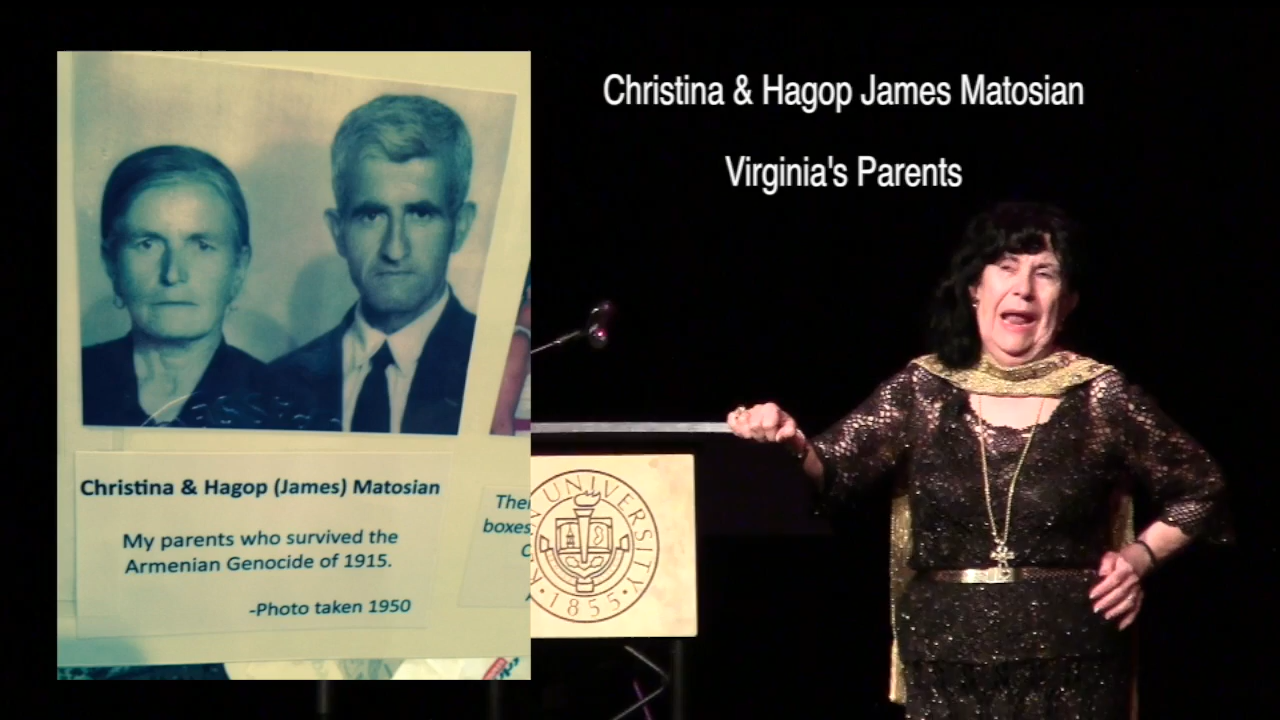 Christina & Hagop James Matosian
Virginia's Parents
Christina & Hagop (James) Matosian
My parents who survived the
Armenian Genocide of 1915.
-Photo taken 1950
boxes
UNIVERSITY
1855